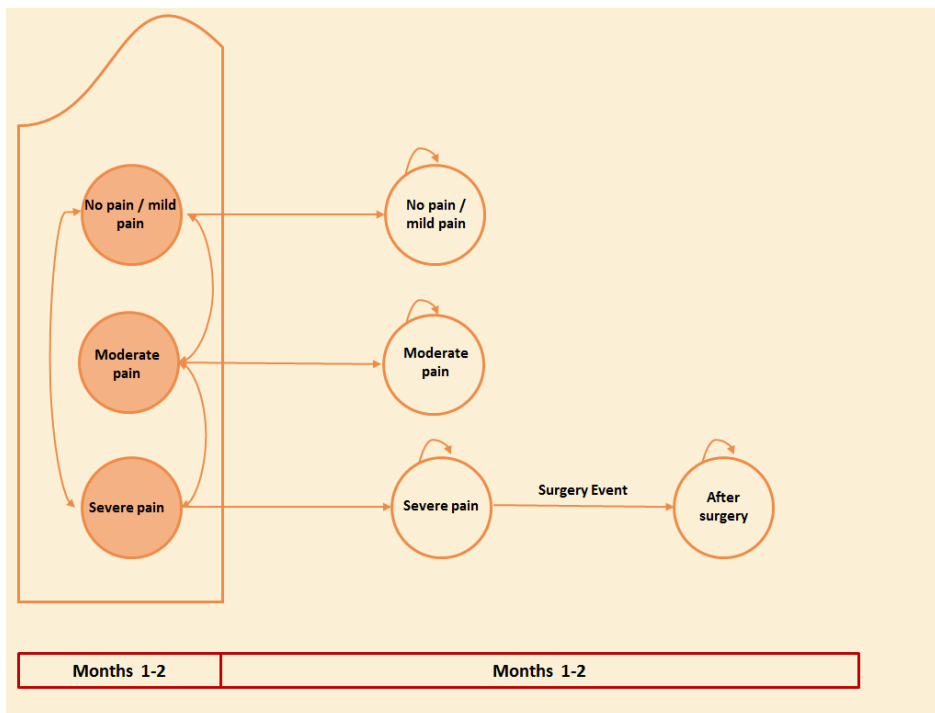 No pain / mild
pain
No pain /
mild pain
Moderate
pain
Moderate
pain
Severe pain
Severe pain
Surgery Event
After
surgery
Months 1-2
Months 1-2